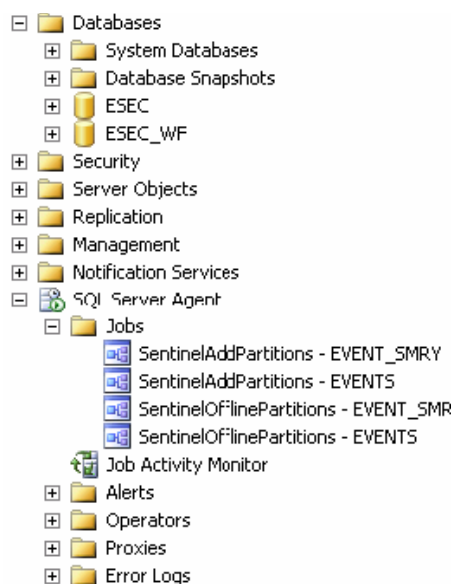 Databases
System Databases
Database Snapshots
ESEC
ESEC_WF
Security
Server Objects
Replication
Management
Notification Services
SQL Server Agent
Jobs
SentinelAddPartitions - EVENT_SMRY
SentinelAddPartitions - EVENTS
SentinelOfflinePartitions - EVENT_SMR
SentinelOfflinePartitions - EVENTS
Job Activity Monitor
Alerts
Operators
Proxies
Error Logs